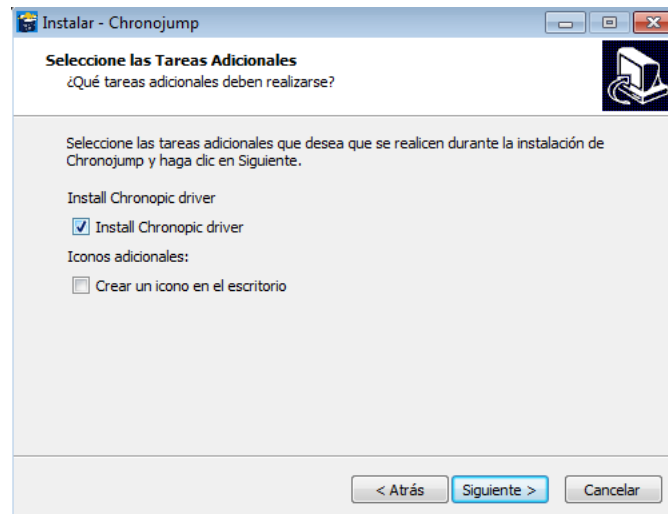 Instalar - Chronojump
Seleccione las Tareas Adicionales
¿Qué tareas adicionales deben realizarse?
Seleccione las tareas adicionales que desea que se realicen durante la instalación de
Chronojump y haga clic en Siguiente.
Install Chronopic driver
Install Chronopic driver
Iconos adicionales:
Crear un icono en el escritorio
< Atrás
Siguiente >
Cancelar